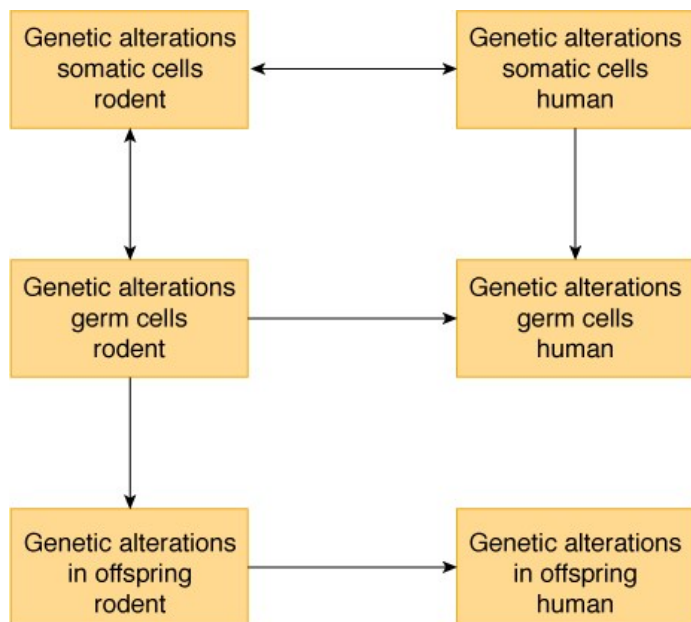 Genetic alterations
somatic cells
rodent
Genetic alterations
somatic cells
human
Genetic alterations
germ cells
rodent
Genetic alterations
germ cells
human
Genetic alterations
in offspring
rodent
Genetic alterations
in offspring
human